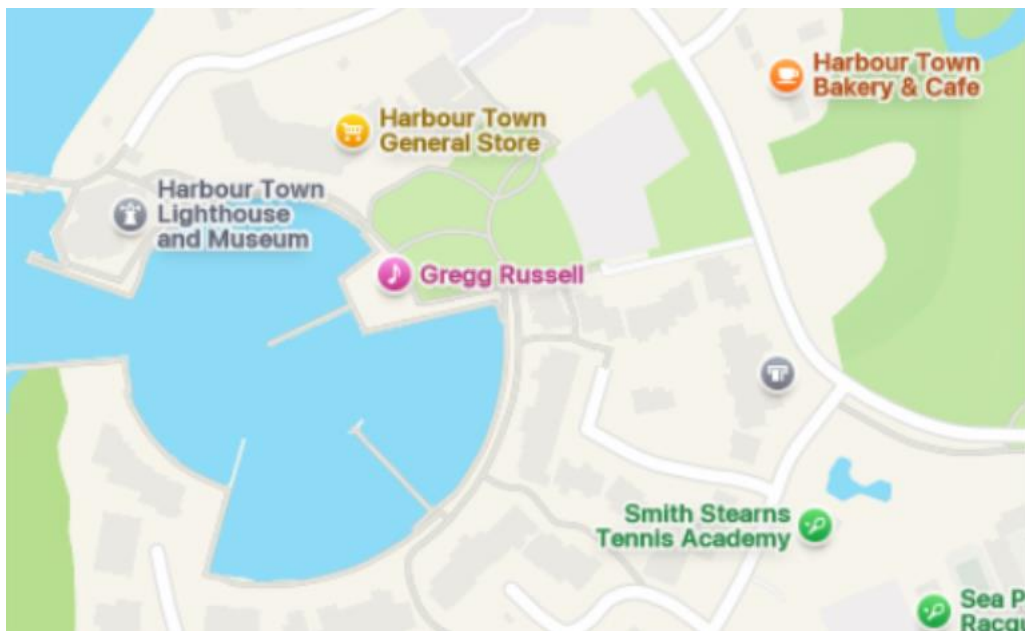 Harbour Town
Bakery & Cafe
Harbour Town
General Store
Harbour Town
Lighthouse
and Museum
Gregg Russell
Smith Stearns
Tennis Academy
Sea